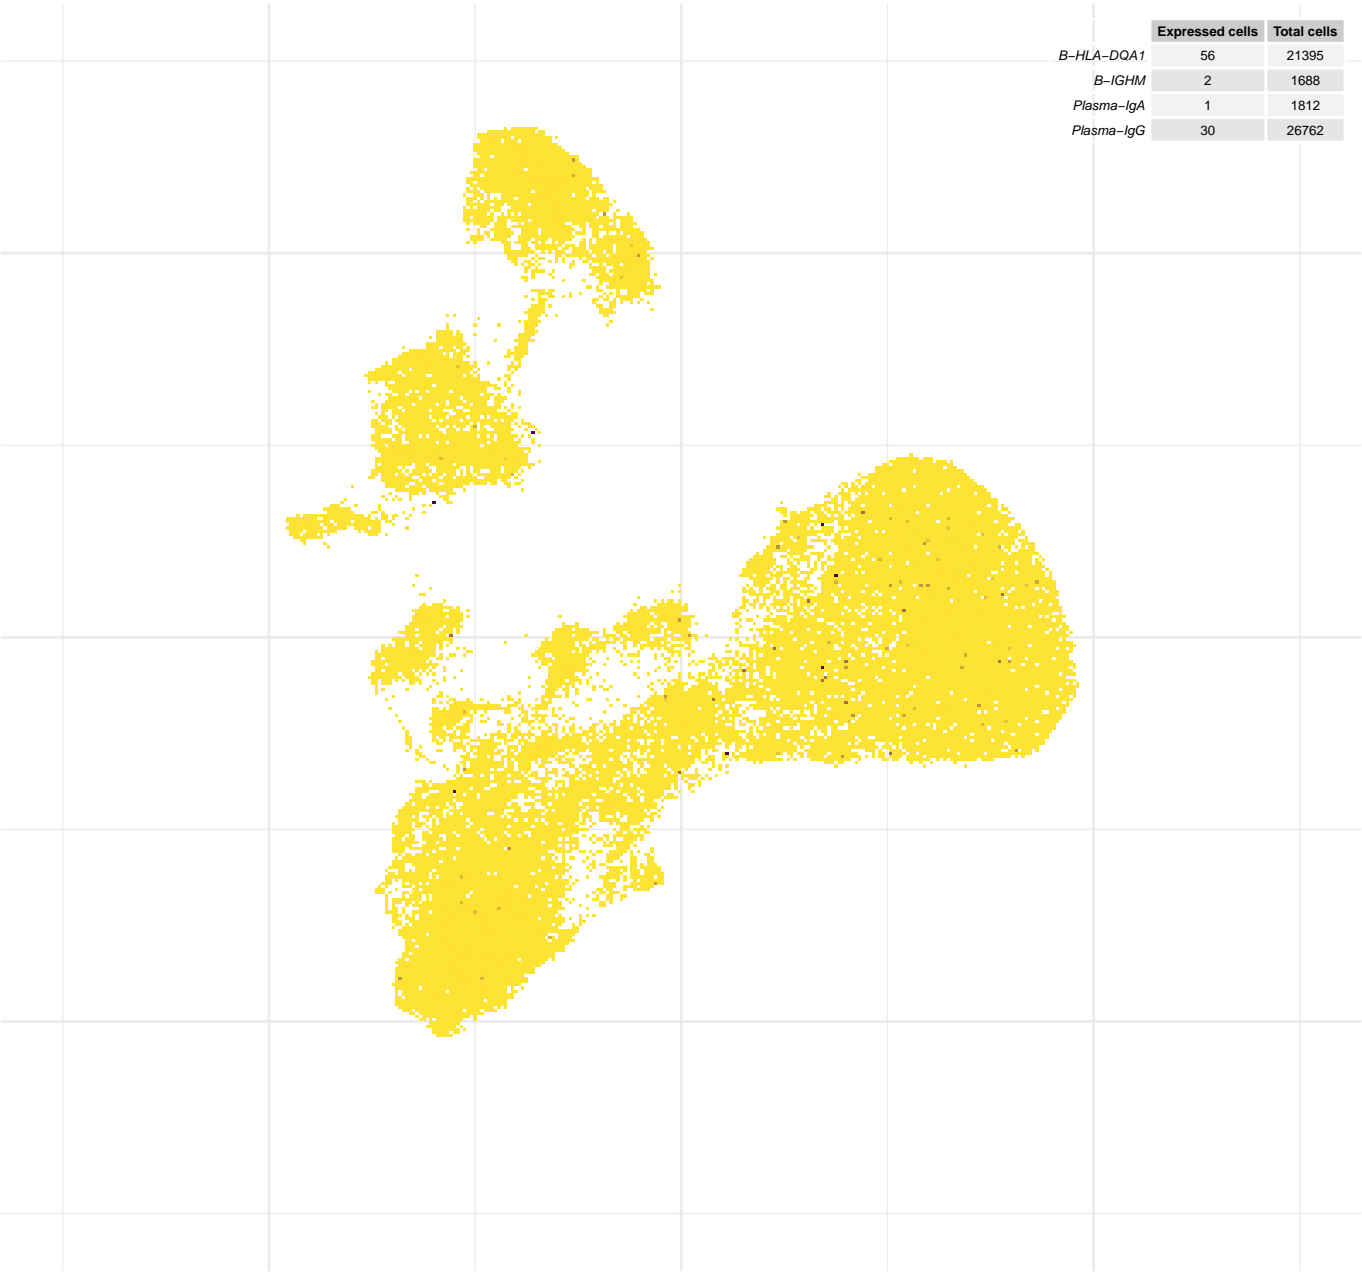 Expressed cells Total cells
B–HLA–DQA1 56 21395
B–IGHM 2 1688
Plasma–IgA 1 1812
Plasma–IgG 30 26762